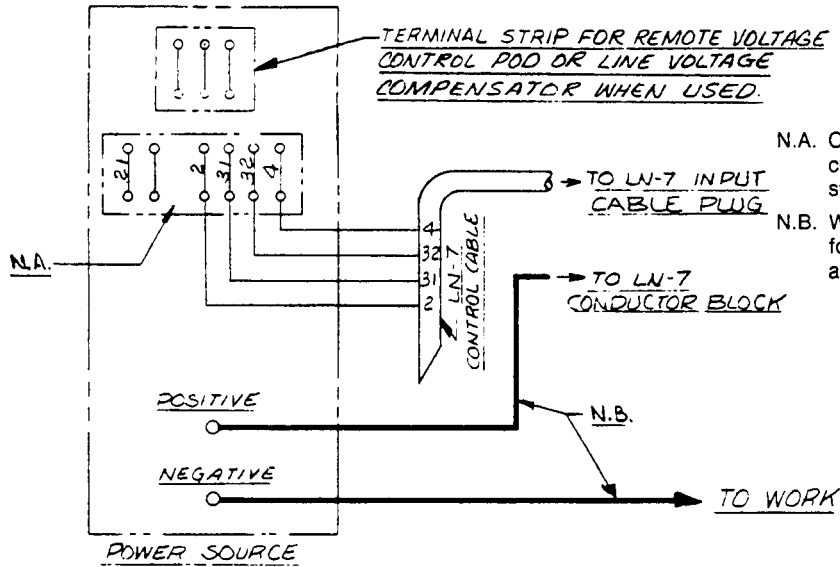 TERMINAL STRIP FOR REMOTE VOLTAGE
CONTROL POD OR LINE VOLTAGE
COMPENSATOR WHEN USED.
21
2
31
32
4
N.A.
TO LN-7 INPUT
CABLE PLUG
4
32
31
2
LN-7
CONTROL CABLE
TO LN-7
CONDUCTOR BLOCK
N.A.
N.B.
POSITIVE
N.B.
NEGATIVE
TO WORK
POWER SOURCE